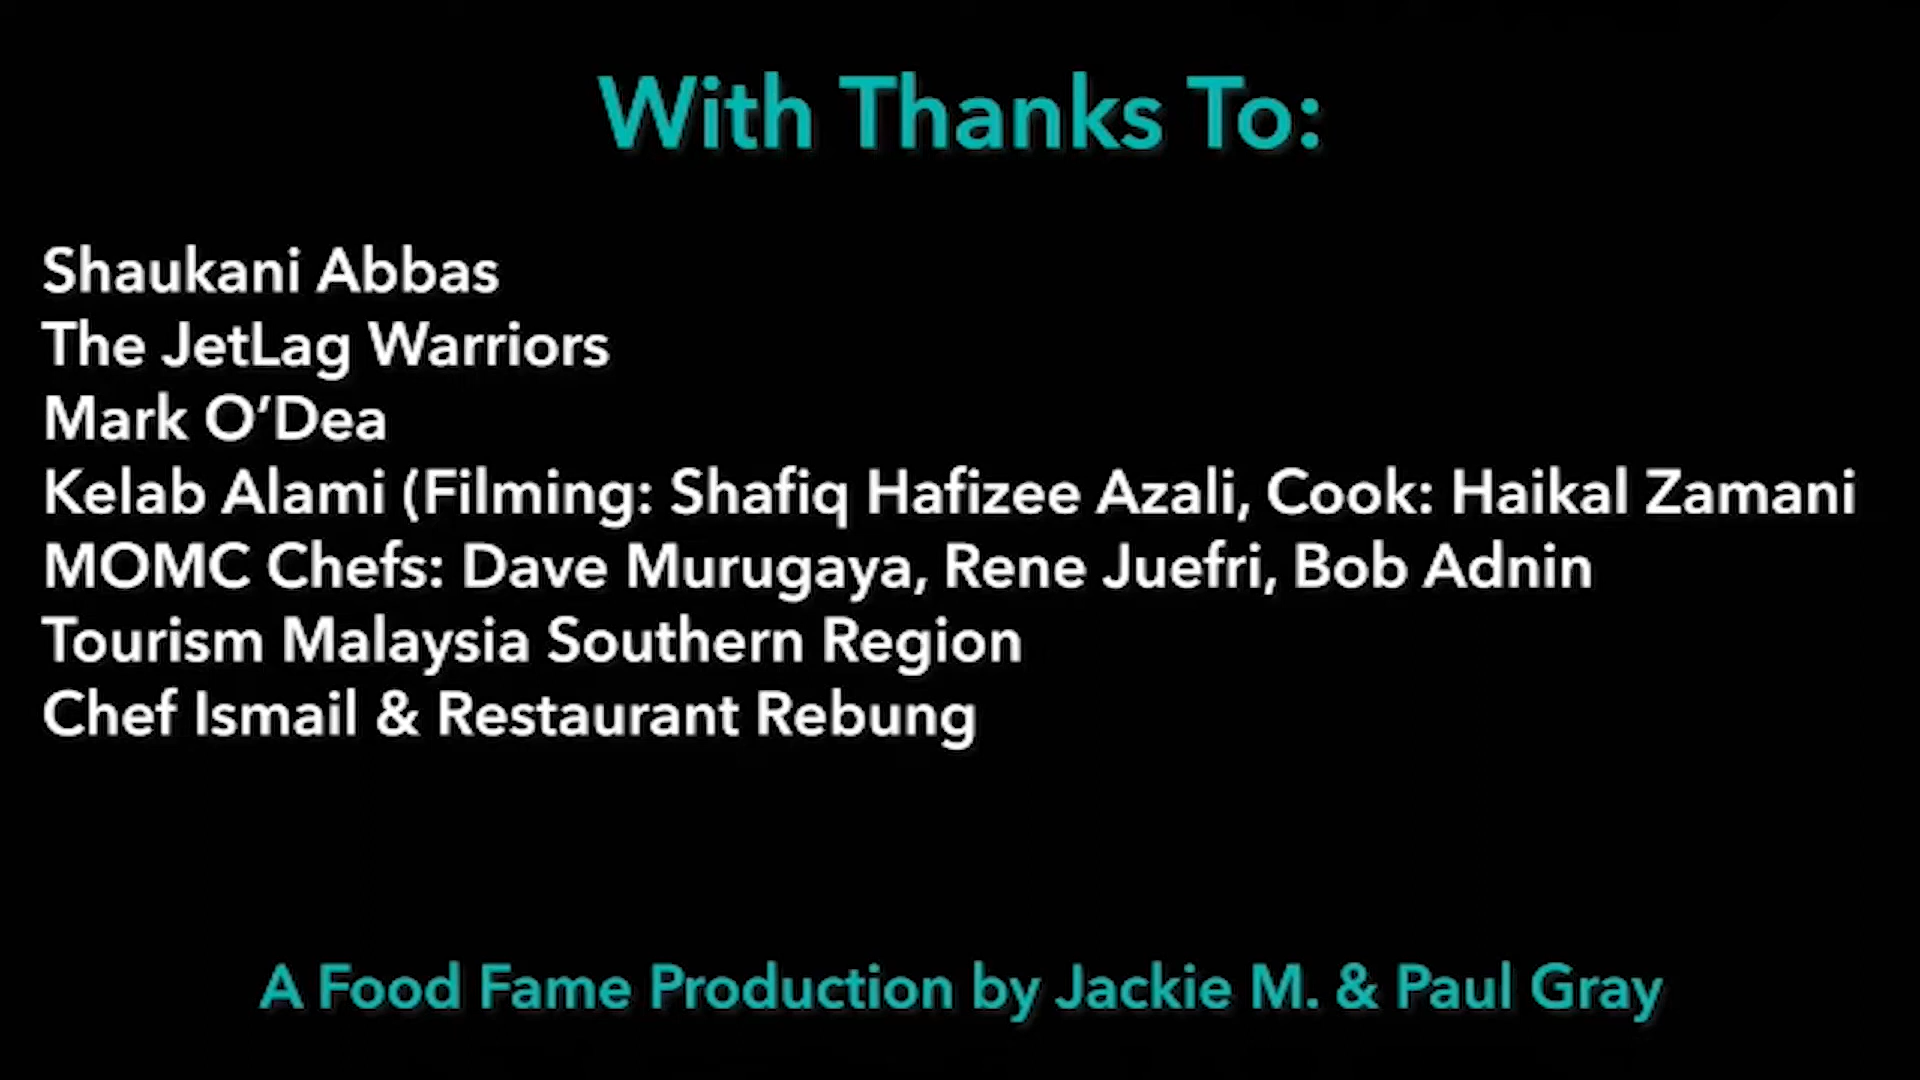 With Thanks To:
Shaukani Abbas
The JetLag Warriors
Mark O’Dea
Kelab Alami (Filming: Shafiq Hafizee Azali, Cook: Haikal Zamani
MOMC Chefs: Dave Murugaya, Rene Juefri, Bob Adnin
Tourism Malaysia Southern Region
Chef Ismail & Restaurant Rebung
A Food Fame Production by Jackie M. & Paul Gray